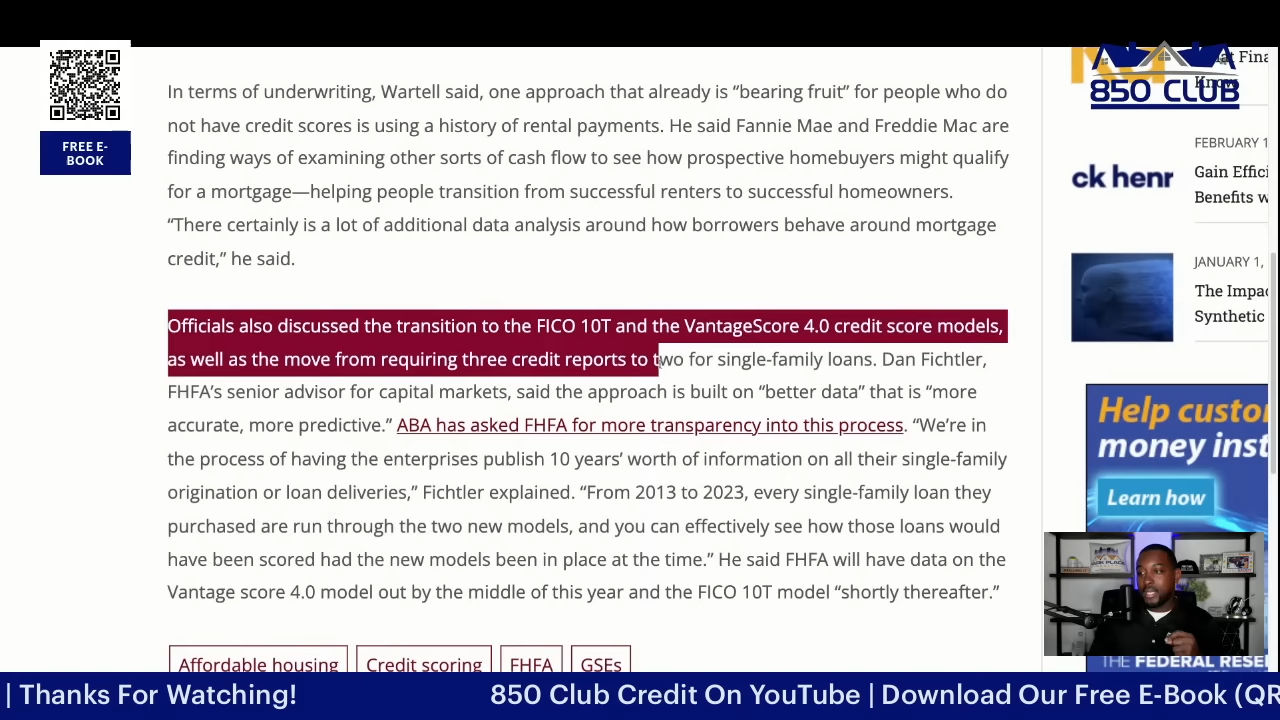 In terms of underwriting, Wartell said, one approach that already is “bearing fruit” for people who do
not have credit scores is using a history of rental payments. He said Fannie Mae and Freddie Mac are
finding ways of examining other sorts of cash flow to see how prospective homebuyers might qualify
for a mortgage—helping people transition from successful renters to successful homeowners.
“There certainly is a lot of additional data analysis around how borrowers behave around mortgage
credit,” he said.
Officials also discussed the transition to the FICO 10T and the VantageScore 4.0 credit score models,
as well as the move from requiring three credit reports to two for single-family loans. Dan Fichtler,
FHFA’s senior advisor for capital markets, said the approach is built on “better data” that is “more
accurate, more predictive.” ABA has asked FHFA for more transparency into this process. “We’re in
the process of having the enterprises publish 10 years’ worth of information on all their single-family
origination or loan deliveries,” Fichtler explained. “From 2013 to 2023, every single-family loan they
purchased are run through the two new models, and you can effectively see how those loans would
have been scored had the new models been in place at the time.” He said FHFA will have data on the
Vantage score 4.0 model out by the middle of this year and the FICO 10T model “shortly thereafter.”
Affordable housing
Credit scoring
FHFA
GSEs
FREE E-
BOOK
Fina
Know
850 CLUB
FEBRUARY 1
ck henr
Gain Effici
Benefits w
JANUARY 1,
The Impac
Synthetic
Help custo
money inst
Learn how
THE FEDERAL RESE
| Thanks For Watching!
850 Club Credit On YouTube | Download Our Free E-Book (QR